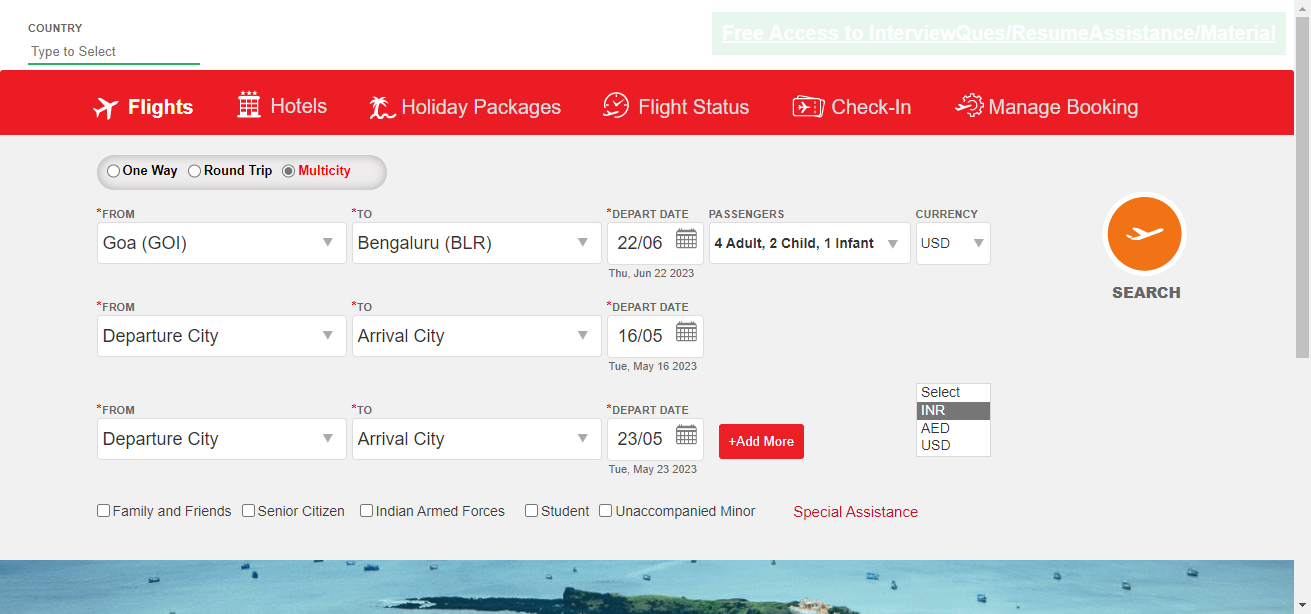 COUNTRY
Type to Select
Free Access to InterviewQues/ResumeAssistance/Material
Flights Hotels Holiday Packages Flight Status Check-In Manage Booking
One Way Round Trip Multicity
*FROM *TO *DEPART DATE PASSENGERS CURRENCY
Goa (GOI) Bengaluru (BLR) 22/06 4 Adult, 2 Child, 1 Infant USD
Thu, Jun 22 2023
SEARCH
*FROM *TO *DEPART DATE
Departure City Arrival City 16/05
Tue, May 16 2023
*FROM *TO *DEPART DATE
Departure City Arrival City 23/05 +Add More
Tue, May 23 2023
Select
INR
AED
USD
Family and Friends Senior Citizen Indian Armed Forces Student Unaccompanied Minor Special Assistance